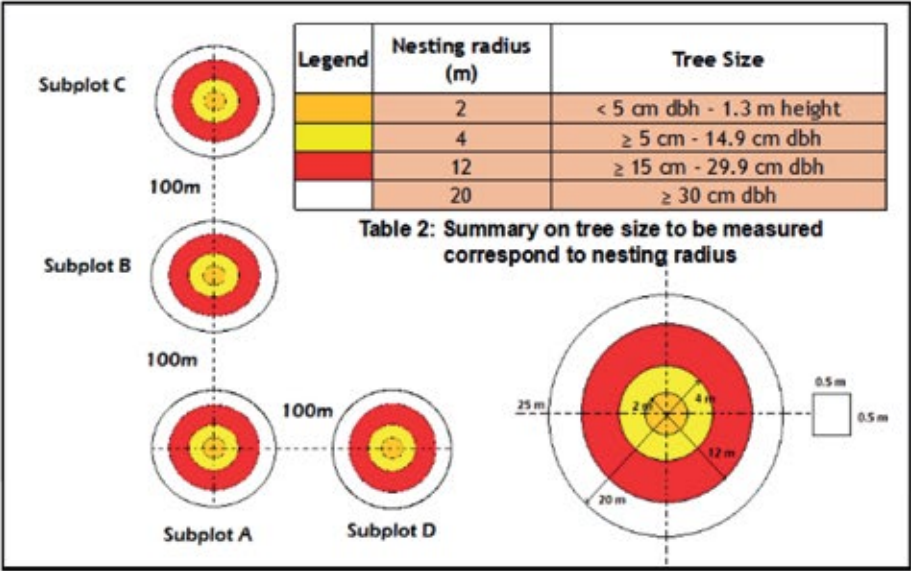 Legend Nesting radius (m) Tree Size
2 < 5 cm dbh - 1.3 m height
4 ≥ 5 cm - 14.9 cm dbh
12 ≥ 15 cm - 29.9 cm dbh
20 ≥ 30 cm dbh
Table 2: Summary on tree size to be measured
correspond to nesting radius
Subplot C
100m
Subplot B
100m
100m
Subplot A
Subplot D
25 m
2 m
4 m
12 m
20 m
0.5 m
0.5 m